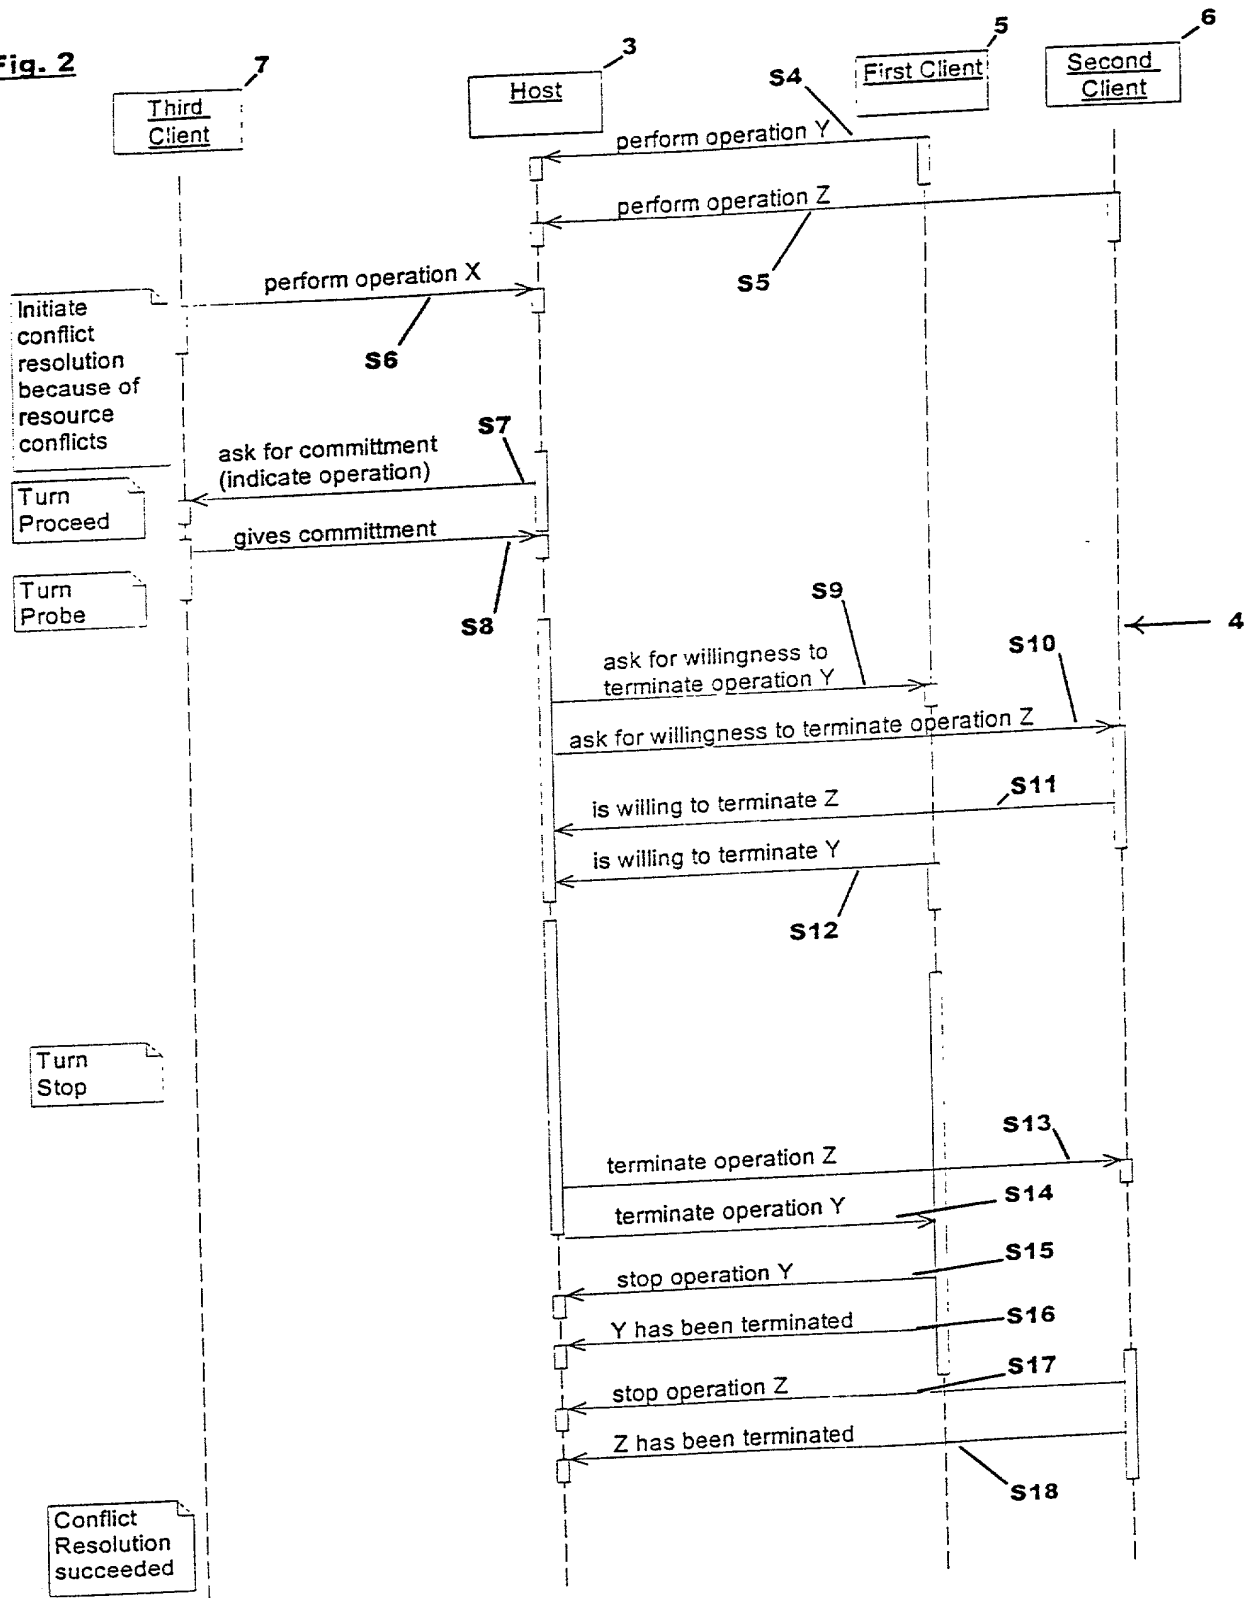 Fig. 2
7
3
5
6
Third
Client
Host
First Client
Second
Client
S4
perform operation Y
perform operation Z
S5
perform operation X
S6
Initiate
conflict
resolution
because of
resource
conflicts
S7
ask for committment
(indicate operation)
Turn
Proceed
gives committment
S8
Turn
Probe
S9
4
S10
ask for willingness to
terminate operation Y
ask for willingness to terminate operation Z
S11
is willing to terminate Z
is willing to terminate Y
S12
Turn
Stop
S13
terminate operation Z
S14
terminate operation Y
S15
stop operation Y
S16
Y has been terminated
S17
stop operation Z
Z has been terminated
S18
Conflict
Resolution
succeeded